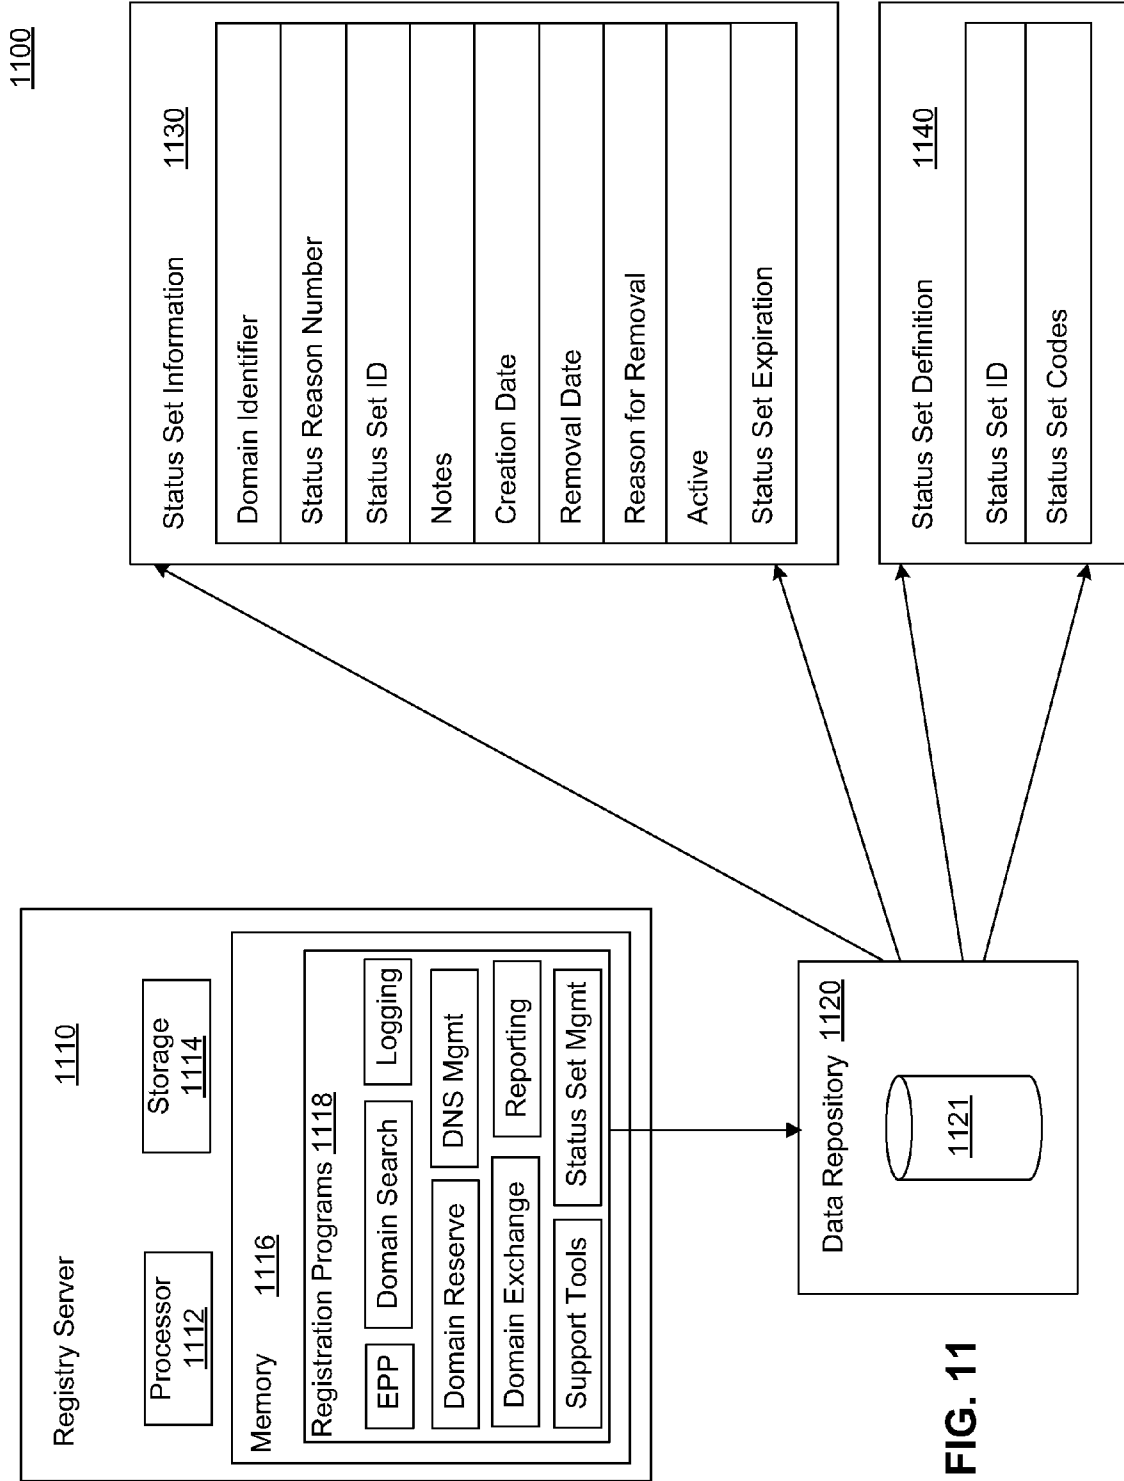 1100
Registry Server
1110
Processor
1112
Storage
1114
Memory
1116
Registration Programs 1118
EPP
Domain Search
Logging
Domain Reserve
DNS Mgmt
Domain Exchange
Reporting
Support Tools
Status Set Mgmt
Data Repository 1120
1121
Status Set Information
1130
Domain Identifier
Status Reason Number
Status Set ID
Notes
Creation Date
Removal Date
Reason for Removal
Active
Status Set Expiration
Status Set Definition
1140
Status Set ID
Status Set Codes
FIG. 11